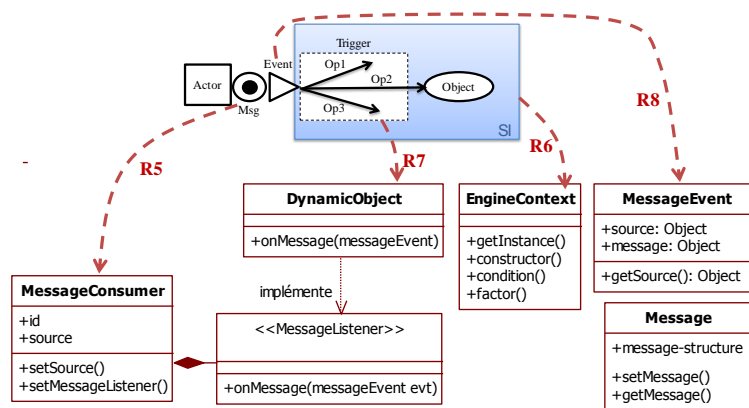 Trigger
Event
Op1
Actor
Op2
Object
Msg
Op3
SI
R8
R5
R7
R6
DynamicObject
+onMessage(messageEvent)
EngineContext
+getInstance()
+constructor()
+condition()
+factor()
MessageEvent
+source: Object
+message: Object
+getSource(): Object
MessageConsumer
+id
+source
+setSource()
+setMessageListener()
implémente
<<MessageListener>>
+onMessage(messageEvent evt)
Message
+message-structure
+setMessage()
+getMessage()